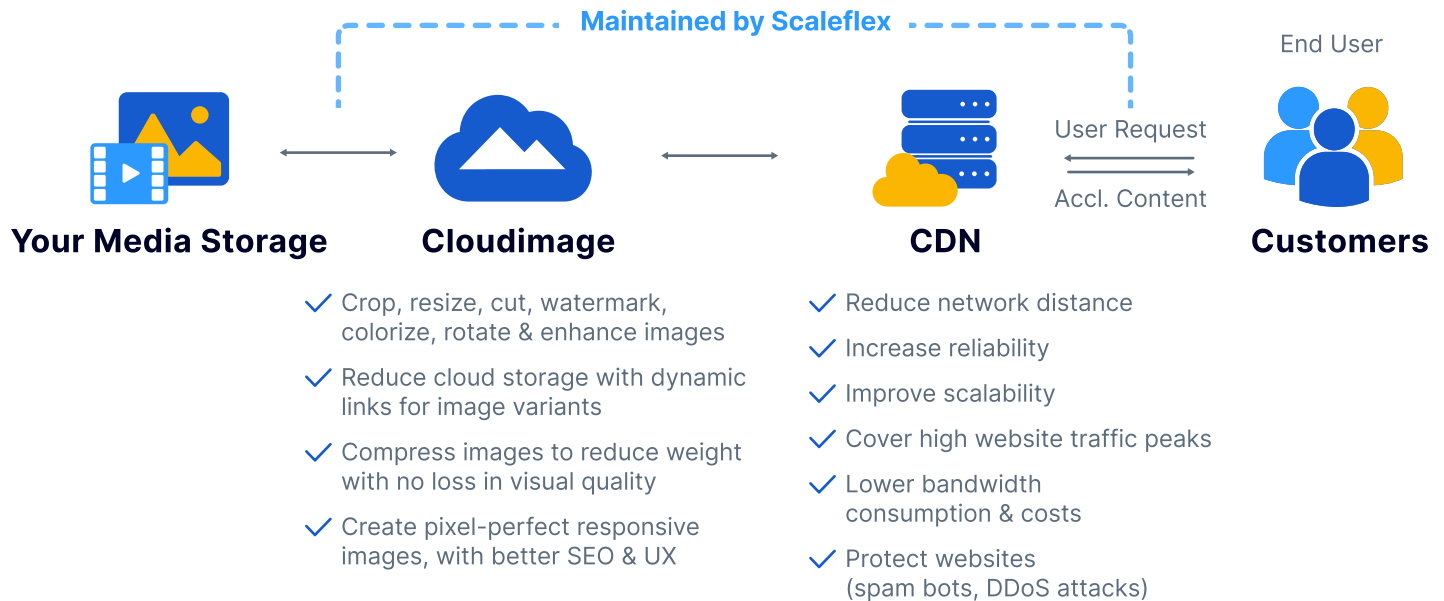 Maintained by Scaleflex
End User
User Request
Accl. Content
Your Media Storage
Cloudimage
CDN
Customers
Crop, resize, cut, watermark,
colorize, rotate & enhance images
Reduce cloud storage with dynamic
links for image variants
Compress images to reduce weight
with no loss in visual quality
Create pixel-perfect responsive
images, with better SEO & UX
Reduce network distance
Increase reliability
Improve scalability
Cover high website traffic peaks
Lower bandwidth
consumption & costs
Protect websites
(spam bots, DDoS attacks)